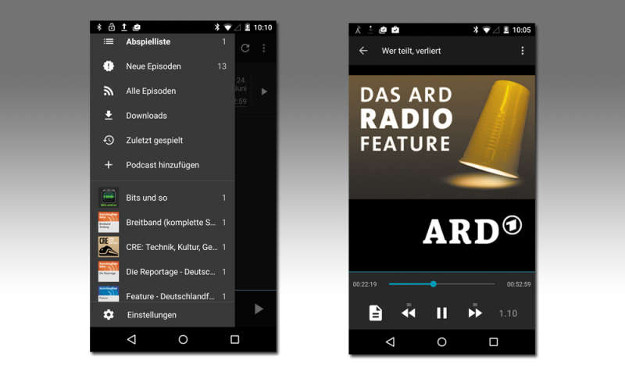 10:10
Abspielliste 1
Neue Episoden 13
Alle Episoden
Downloads
Zuletzt gespielt
Podcast hinzufügen
Bits und so 1
Breitband (komplette S... 1
CRE: Technik, Kultur, Ge... 1
Die Reportage - Deutsc... 1
Feature - Deutschlandf... 1
Einstellungen
24
10:05
Wer teilt, verliert
DAS ARD
RADIO
FEATURE
ARD
00:22:19 00:52:59
30 30
1.10